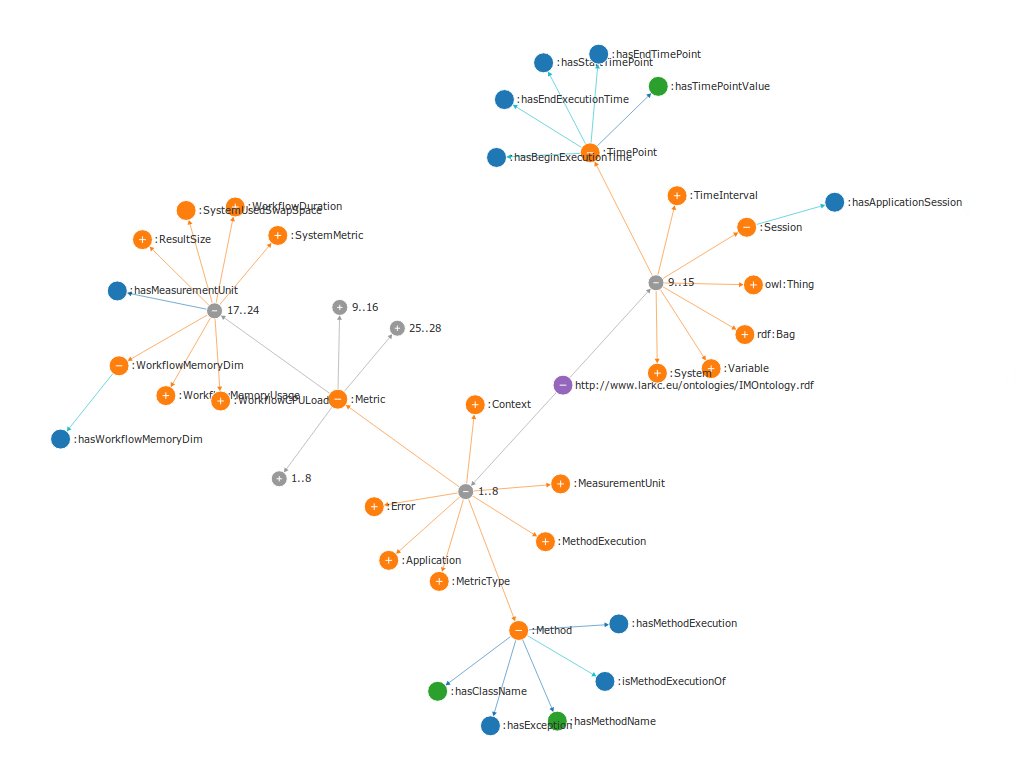 :hasEndTimePoint
:hasStartTimePoint
:hasTimePointValue
:hasEndExecutionTime
:TimePoint
:hasBeginExecutionTime
:TimeInterval
:hasApplicationSession
:WorkflowDuration
:SystemUsedSwapSpace
:Session
:SystemMetric
:ResultSize
9..15
owl:Thing
:hasMeasurementUnit
9..16
17..24
25..28
rdf:Bag
:WorkflowMemoryDim
:Variable
:System
http://www.larkc.eu/ontologies/IMOntology.rdf
:WorkflowMemoryUsage
:WorkflowCPULoad
:Metric
:Context
:hasWorkflowMemoryDim
1..8
:MeasurementUnit
1..8
:Error
:MethodExecution
:Application
:MetricType
:hasMethodExecution
:Method
:isMethodExecutionOf
:hasClassName
:hasMethodName
:hasException